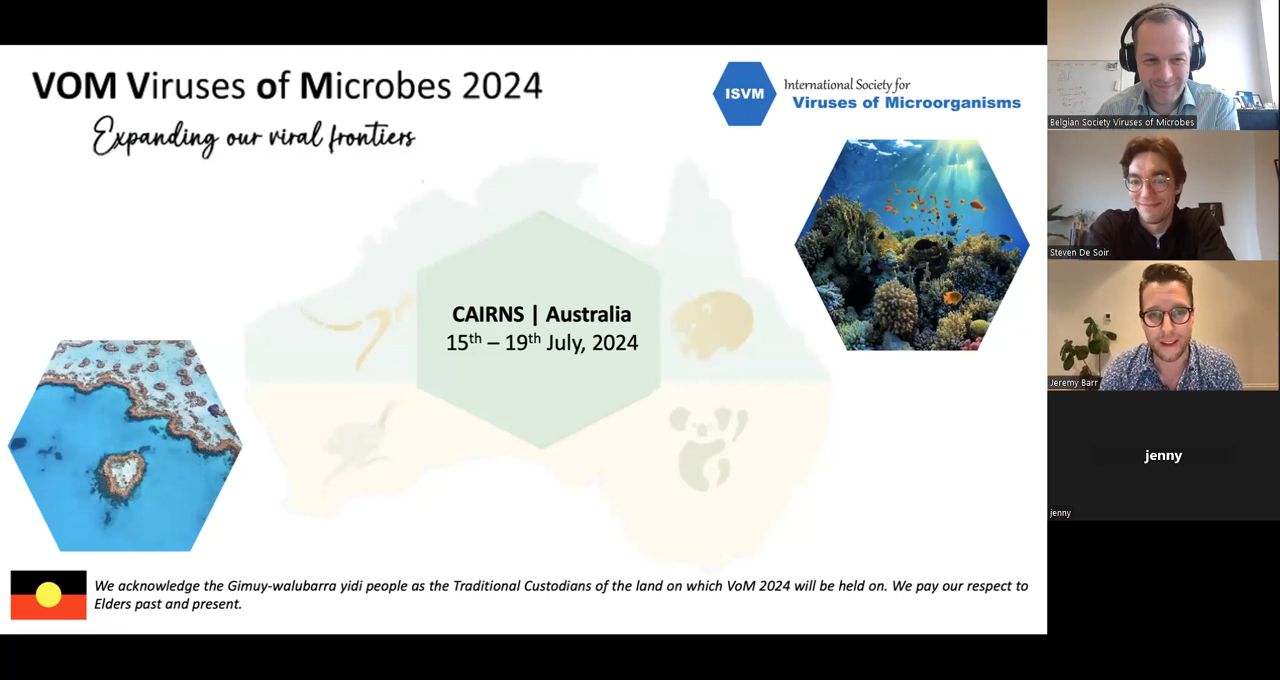 VOM Viruses of Microbes 2024
Expanding our viral frontiers
ISVM
International Society for
Viruses of Microorganisms
CAIRNS | Australia
15th – 19th July, 2024
We acknowledge the Gimuy-walubarra yidi people as the Traditional Custodians of the land on which VoM 2024 will be held on. We pay our respect to
Elders past and present.
Belgian Society Viruses of Microbes
Steven De Soir
Jeremy Barr
jenny
jenny